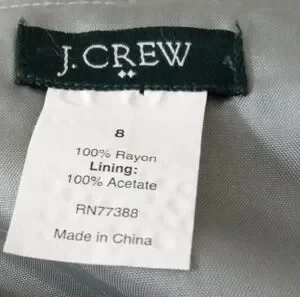 J.CREW
8
100% Rayon
Lining:
100% Acetate
RN77388
Made in China